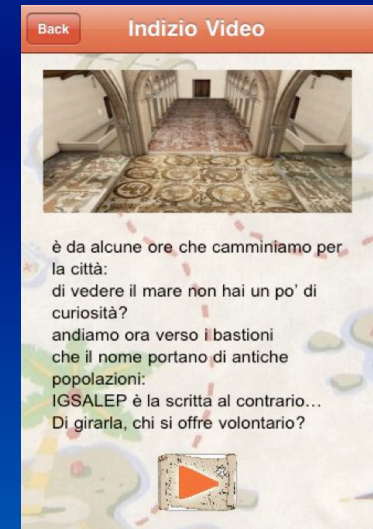 Back
Indizio Video
è da alcune ore che camminiamo per
la città:
di vedere il mare non hai un po' di
curiosità?
andiamo ora verso i bastioni
che il nome portano di antiche
popolazioni:
IGSALEP è la scritta al contrario...
Di girarla, chi si offre volontario?